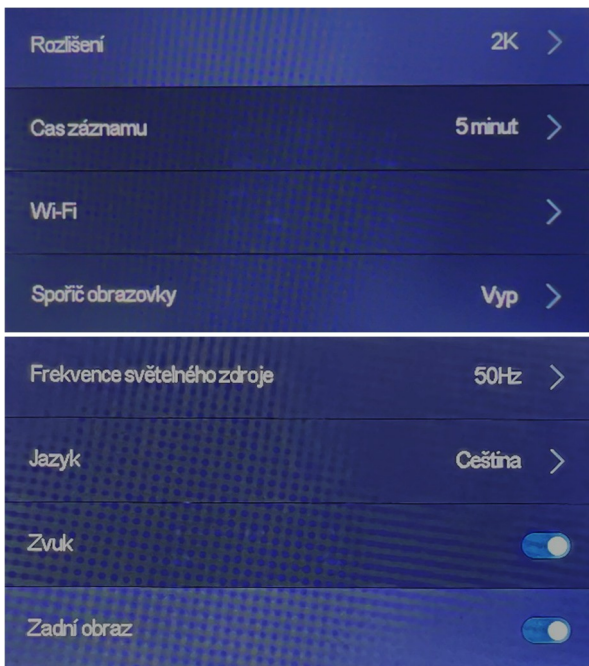 Rozlišení 2K
Cas záznamu 5 minut
Wi-Fi
Spořič obrazovky Vyp
Frekvence světelného zdroje 50Hz
Jazyk Ceština
Zvuk
Zadní obraz